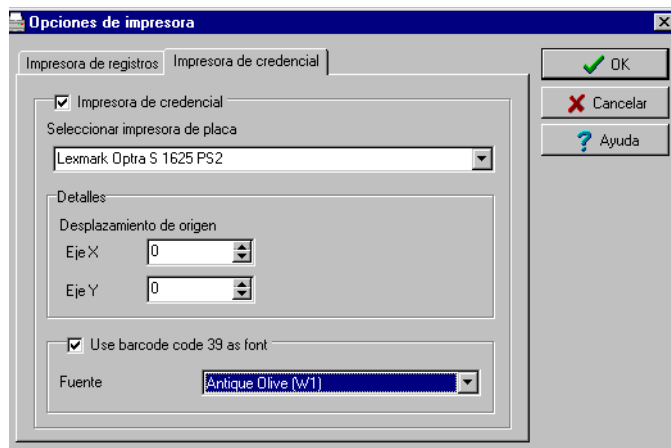 Opciones de impresora
Impresora de registros Impresora de credencial
Impresora de credencial
Seleccionar impresora de placa
Lexmark Optra S 1625 PS2
Detalles
Desplazamiento de origen
Eje X 0
Eje Y 0
Use barcode code 39 as font
Fuente Antique Olive (W1)
OK
Cancelar
Ayuda